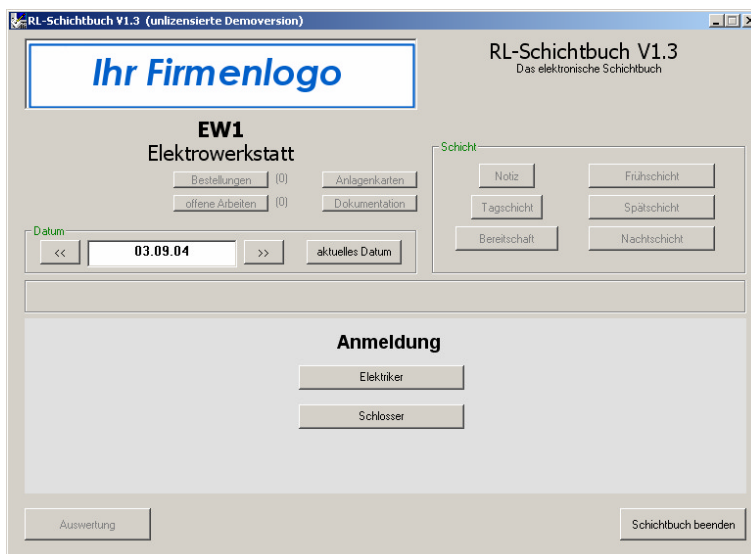 RL-Schichtbuch V1.3 (unlizensierte Demoversion)
Ihr Firmenlogo
RL-Schichtbuch V1.3
Das elektronische Schichtbuch
EW1
Elektrowerkstatt
Bestellungen (0) Anlagenkarten
offene Arbeiten (0) Dokumentation
Schicht
Notiz Frühschicht
Tagschicht Spätschicht
Bereitschaft Nachtschicht
Datum
<< 03.09.04 >> aktuelles Datum
Anmeldung
Elektriker
Schlosser
Auswertung Schichtbuch beenden